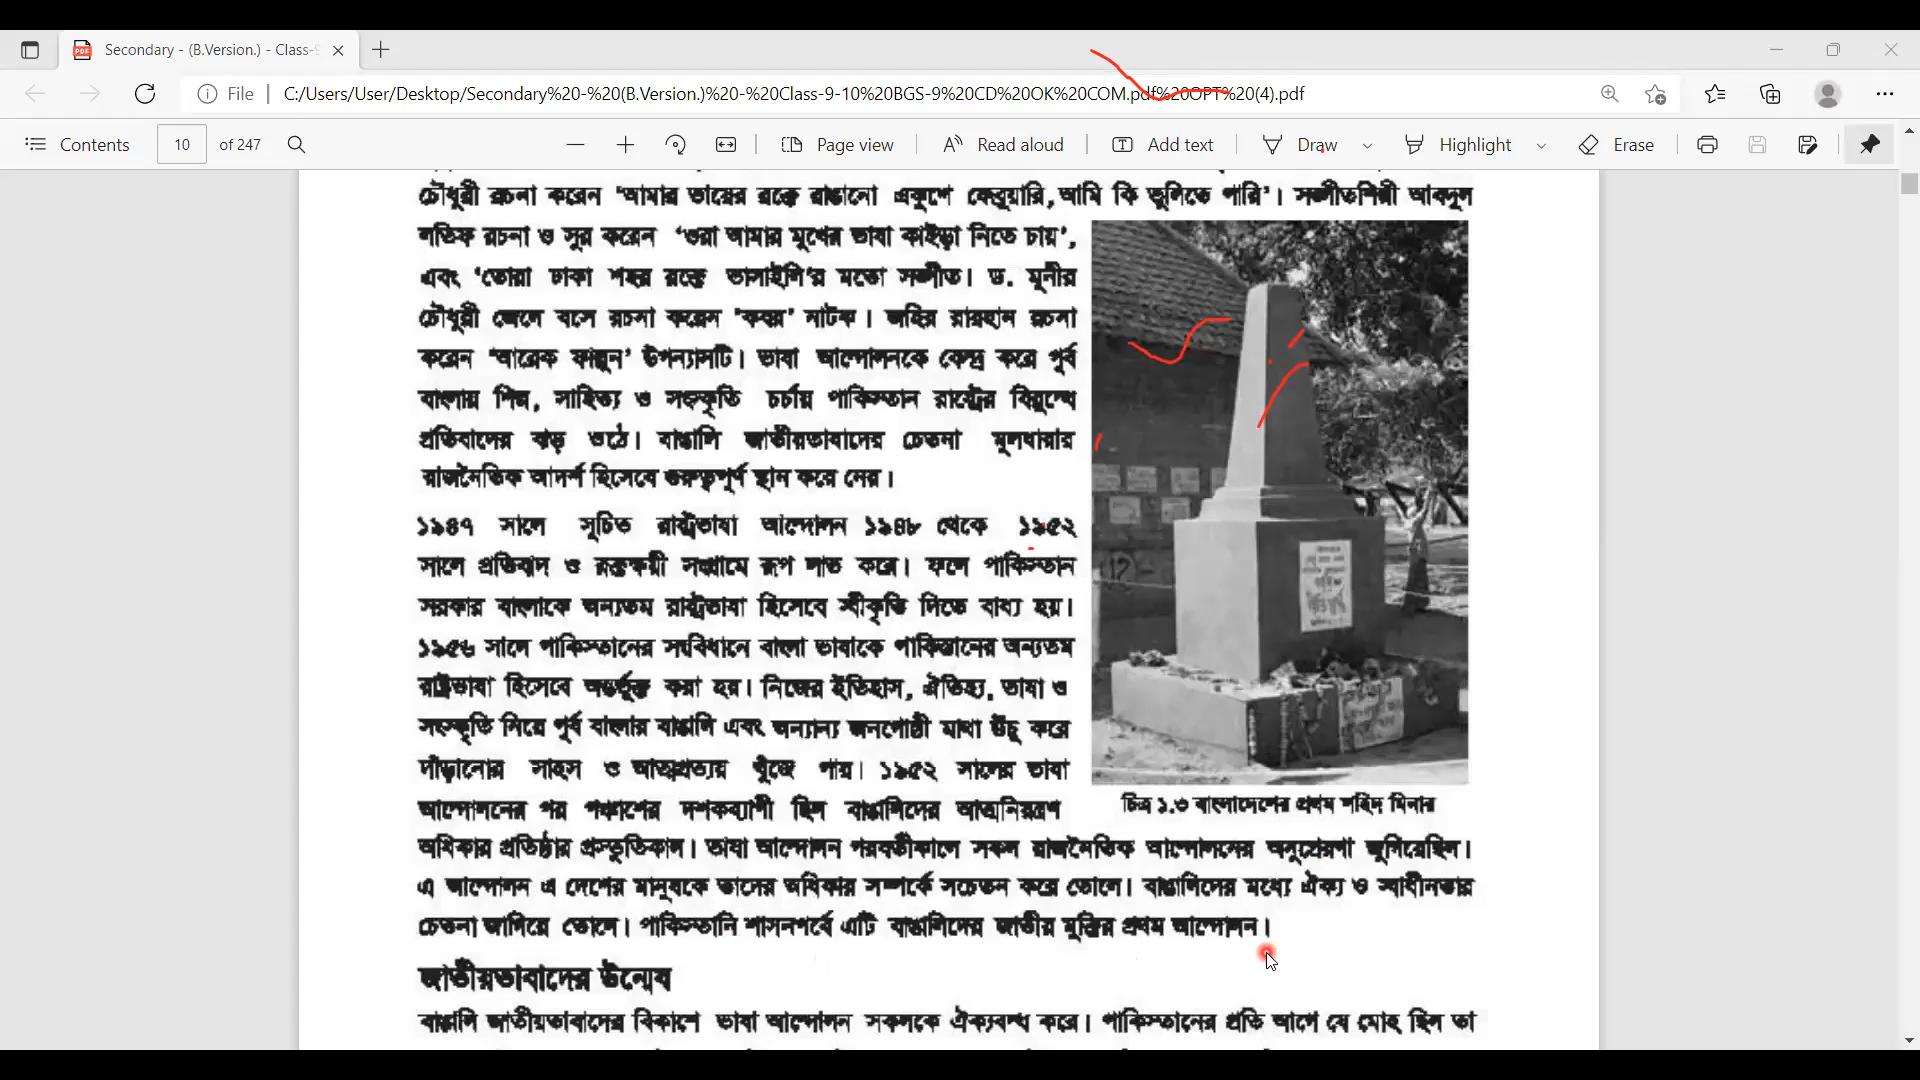 Secondary - (B.Version.) - Class-9
File
C:/Users/User/Desktop/Secondary%20-%20(B.Version.)%20-%20Class-9-10%20BGS-9%20CD%20OK%20COM.pdf%20OPT%20(4).pdf
Contents
10 of 247
Page view
Read aloud
Add text
Draw
Highlight
Erase
চৌধুরী রচনা করেন ‘আমার ভায়ের রক্তে রাঙানো একুশে ফেব্রুয়ারি,আমি কি ভুলিতে পারি’। সঙ্গীতশিল্পী আবদুল
লতিফ রচনা ও সুর করেন ‘ওরা আমার মুখের ভাষা কাইড়া নিতে চায়’,
এবং ‘তোরা ঢাকা শহর রক্তে ভাসাইলি’র মতো সঙ্গীত। ড. মুনীর
চৌধুরী জেলে বসে রচনা করেন ‘কবর’ নাটক। জহির রায়হান রচনা
করেন ‘আরেক ফাল্গুন’ উপন্যাসটি। ভাষা আন্দোলনকে কেন্দ্র করে পূর্ব
বাংলায় শিল্প, সাহিত্য ও সংস্কৃতি চর্চায় পাকিস্তান রাষ্ট্রের বিরুদ্ধে
প্রতিবাদের ঝড় ওঠে। বাঙালি জাতীয়তাবাদের চেতনা মূলধারার
রাজনৈতিক আদর্শ হিসেবে গুরুত্বপূর্ণ স্থান করে নেয়।
১৯৪৭ সালে সূচিত রাষ্ট্রভাষা আন্দোলন ১৯৪৮ থেকে ১৯৫২
সালে প্রতিবাদ ও রক্তক্ষয়ী সংগ্রামে রূপ লাভ করে। ফলে পাকিস্তান
সরকার বাংলাকে অন্যতম রাষ্ট্রভাষা হিসেবে স্বীকৃতি দিতে বাধ্য হয়।
১৯৫৬ সালে পাকিস্তানের সংবিধানে বাংলা ভাষাকে পাকিস্তানের অন্যতম
রাষ্ট্রভাষা হিসেবে অন্তর্ভুক্ত করা হয়। নিজের ইতিহাস, ঐতিহ্য, ভাষা ও
সংস্কৃতি নিয়ে পূর্ব বাংলার বাঙালি এবং অন্যান্য জনগোষ্ঠী মাথা উঁচু করে
দাঁড়ানোর সাহস ও আত্মপ্রত্যয় খুঁজে পায়। ১৯৫২ সালের ভাষা
আন্দোলনের পর পঞ্চাশের দশকব্যাপী ছিল বাঙালিদের আত্মনিয়ন্ত্রণ
চিত্র ১.৩ বাংলাদেশের প্রথম শহিদ মিনার
অধিকার প্রতিষ্ঠার প্রস্তুতিকাল। ভাষা আন্দোলন পরবর্তীকালে সকল রাজনৈতিক আন্দোলনের অনুপ্রেরণা জুগিয়েছিল।
এ আন্দোলন এ দেশের মানুষকে তাদের অধিকার সম্পর্কে সচেতন করে তোলে। বাঙালিদের মধ্যে ঐক্য ও স্বাধীনতার
চেতনা জাগিয়ে তোলে। পাকিস্তানি শাসনপর্বে এটি বাঙালিদের জাতীয় মুক্তির প্রথম আন্দোলন।
জাতীয়তাবাদের উন্মেষ
বাঙালি জাতীয়তাবাদের বিকাশে ভাষা আন্দোলন সকলকে ঐক্যবদ্ধ করে। পাকিস্তানের প্রতি আগে যে মোহ ছিল তা